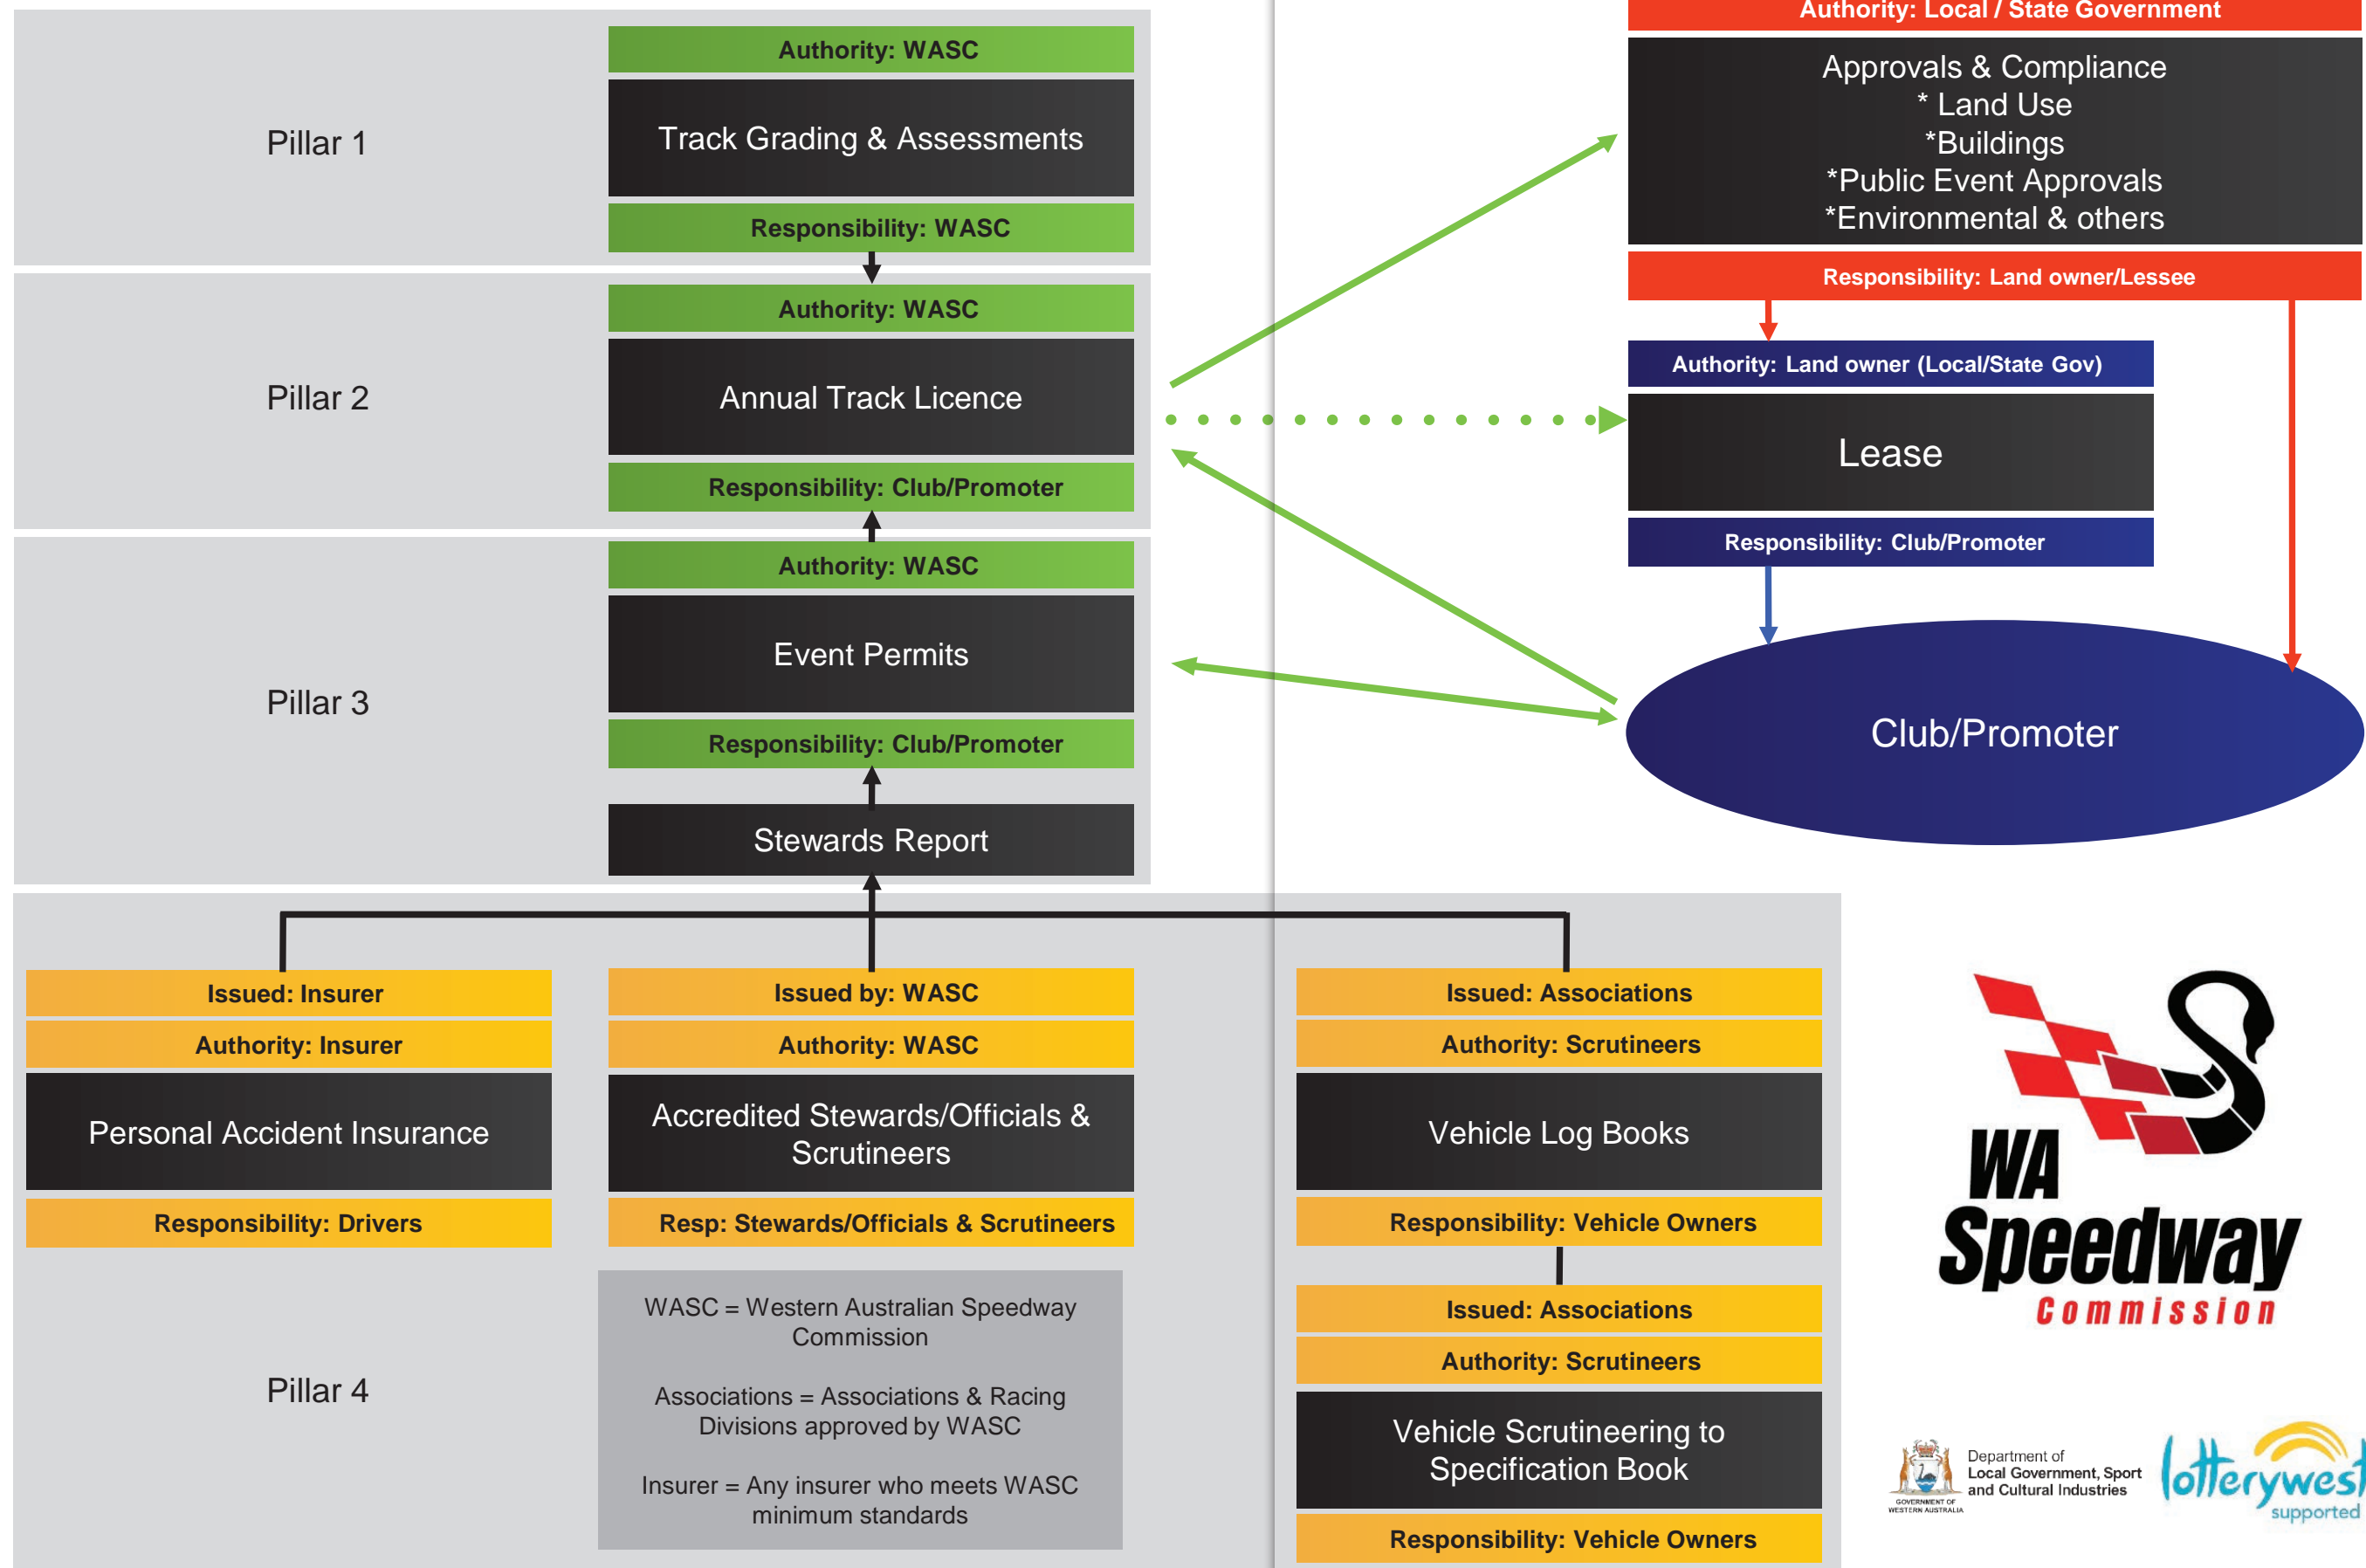 Pillar 1
Authority: WASC
Track Grading & Assessments
Responsibility: WASC
Pillar 2
Authority: WASC
Annual Track Licence
Responsibility: Club/Promoter
Pillar 3
Authority: WASC
Event Permits
Responsibility: Club/Promoter
Stewards Report
Authority: Local / State Government
Approvals & Compliance
* Land Use
*Buildings
*Public Event Approvals
*Environmental & others
Responsibility: Land owner/Lessee
Authority: Land owner (Local/State Gov)
Lease
Responsibility: Club/Promoter
Club/Promoter
Pillar 4
Issued: Insurer
Authority: Insurer
Personal Accident Insurance
Responsibility: Drivers
Issued by: WASC
Authority: WASC
Accredited Stewards/Officials &
Scrutineers
Resp: Stewards/Officials & Scrutineers
WASC = Western Australian Speedway
Commission
Associations = Associations & Racing
Divisions approved by WASC
Insurer = Any insurer who meets WASC
minimum standards
Issued: Associations
Authority: Scrutineers
Vehicle Log Books
Responsibility: Vehicle Owners
Issued: Associations
Authority: Scrutineers
Vehicle Scrutineering to
Specification Book
Responsibility: Vehicle Owners
WA
Speedway
Commission
GOVERNMENT OF
WESTERN AUSTRALIA
Department of
Local Government, Sport
and Cultural Industries
lotterywest
supported